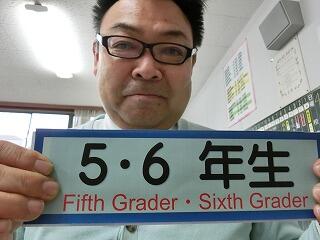 5・6 年生
Fifth Grader・Sixth Grader